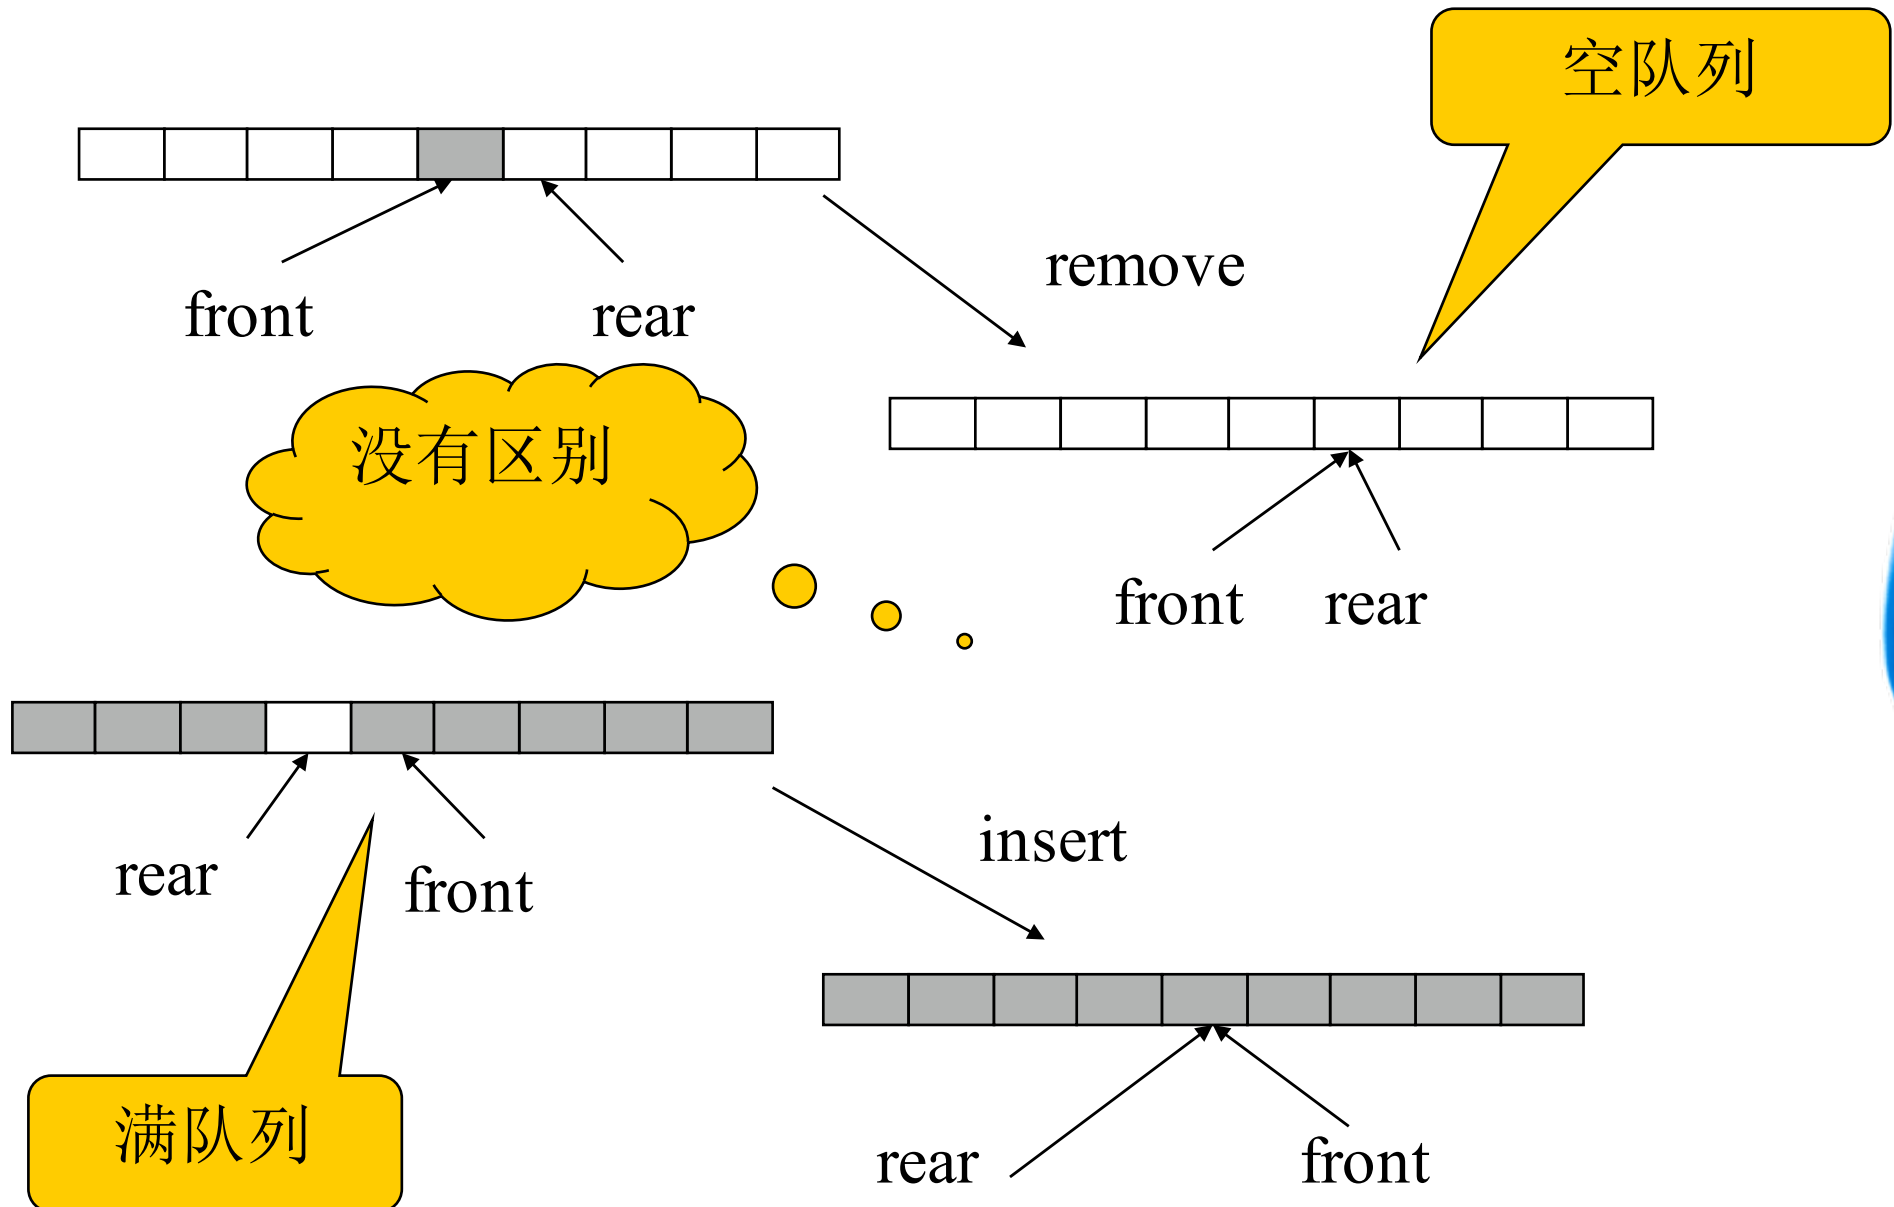 空队列
remove
front
rear
没有区别
front
rear
insert
rear
front
满队列
rear
front